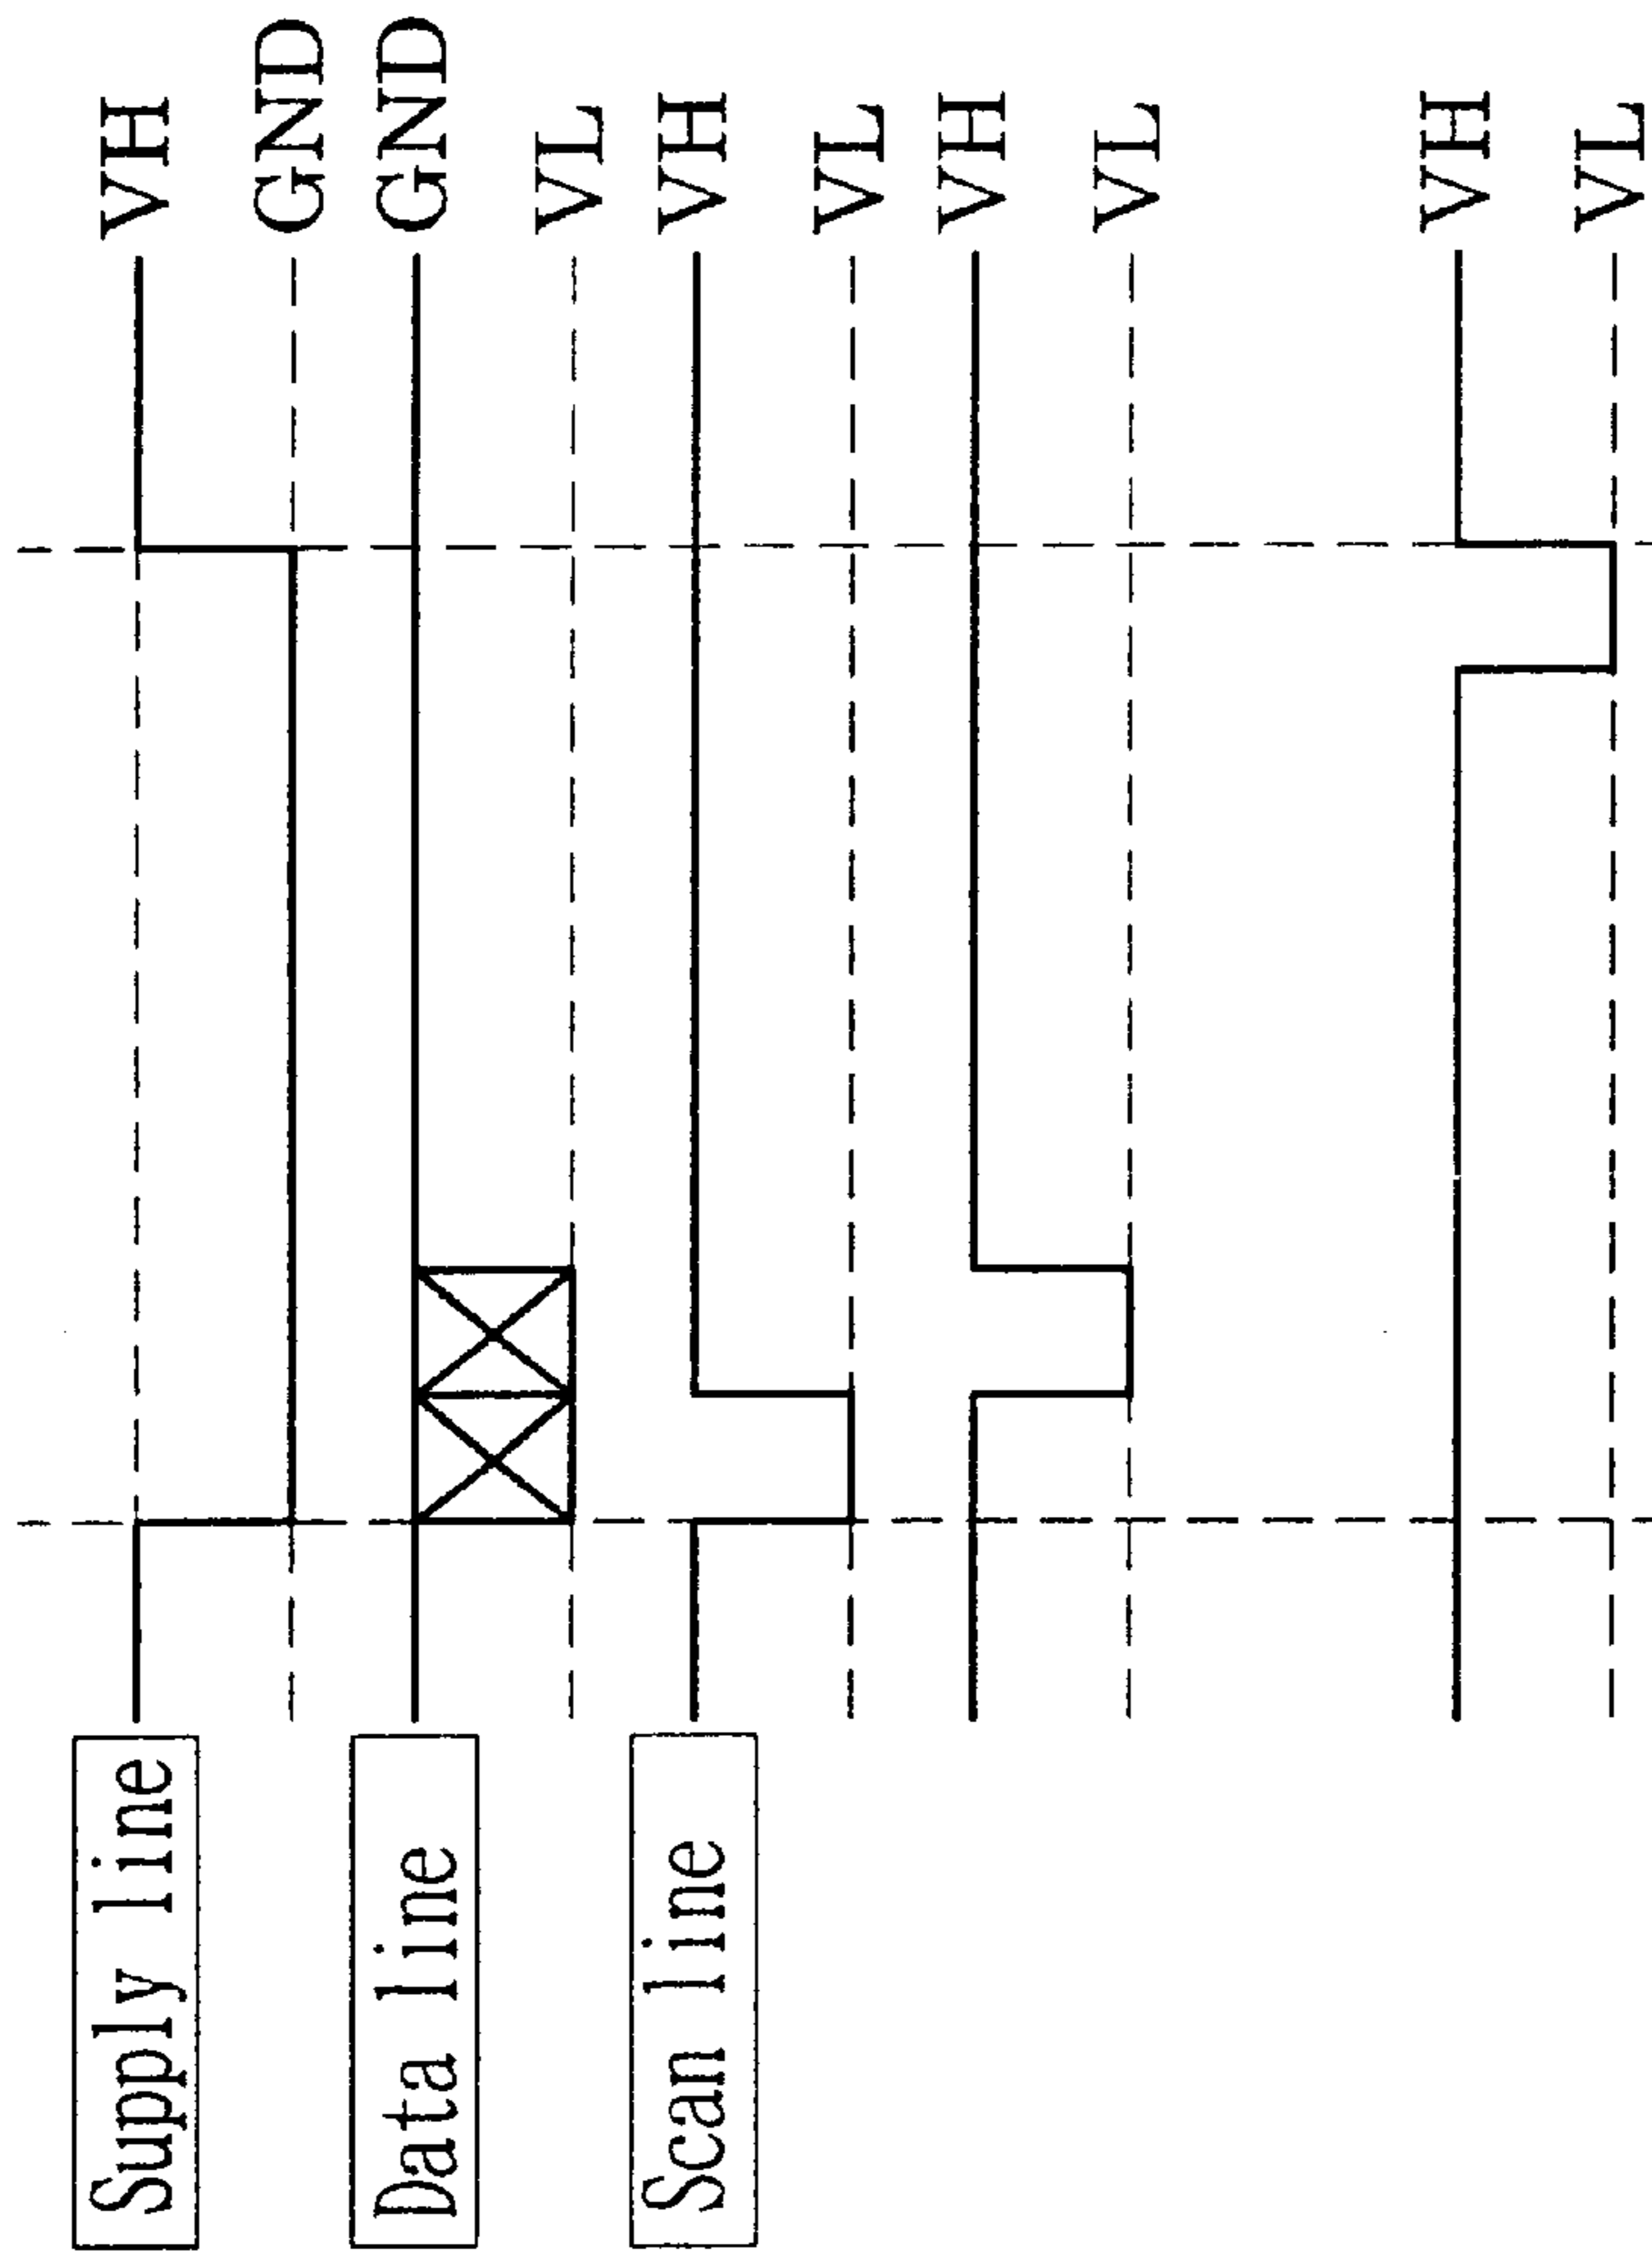 Supply line
VH
GND
Data line
GND
VL
Scan line
VH
VL
VH
VL
VH
VL